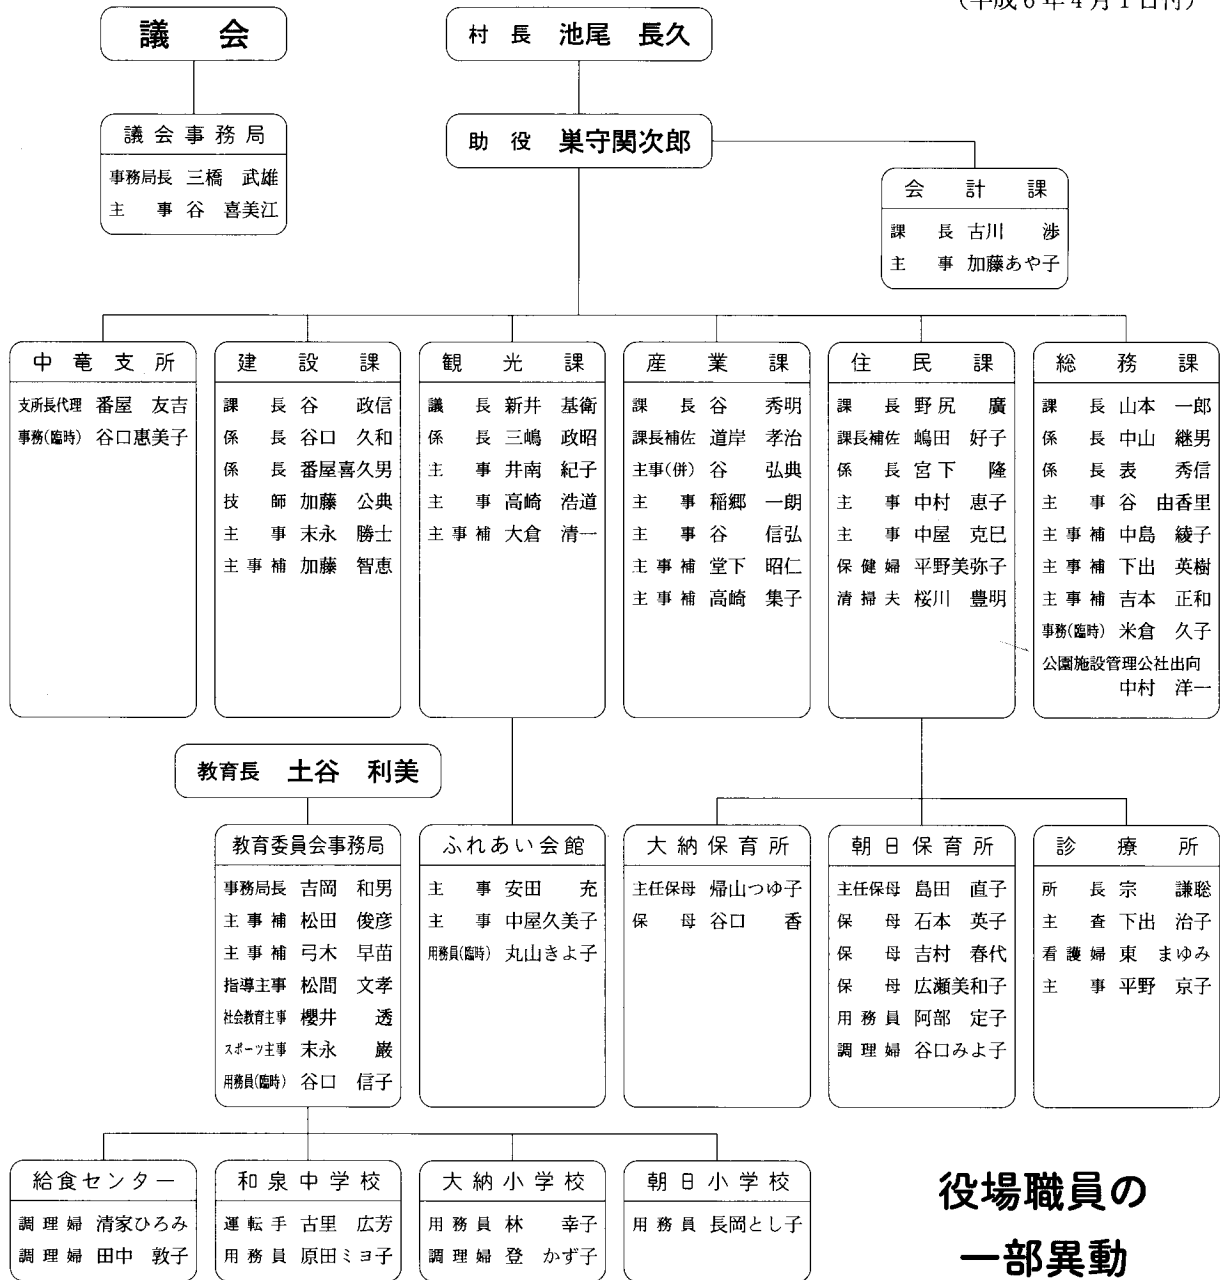 (平成6年4月1日付)
議会
村長 池尾 長久
議会事務局
事務局長 三橋 武雄
主事 谷 喜美江
助役 巣守関次郎
会計課
課長 古川 渉
主事 加藤あや子
中竜支所
支所長代理 番屋 友吉
事務(臨時) 谷口恵美子
建設課
課長 谷 政信
係長 谷口 久和
係長 番屋喜久男
技師 加藤 公典
主事 末永 勝士
主事補 加藤 智恵
観光課
議長 新井 基衛
係長 三嶋 政昭
主事 井南 紀子
主事 高崎 浩道
主事補 大倉 清一
産業課
課長 谷 秀明
課長補佐 道岸 孝治
主事(併) 谷 弘典
主事 稲郷 一朗
主事 谷 信弘
主事補 堂下 昭仁
主事補 高崎 集子
住民課
課長 野尻 廣
課長補佐 嶋田 好子
係長 宮下 隆
主事 中村 恵子
主事 中屋 克巳
保健婦 平野美弥子
清掃夫 桜川 豊明
総務課
課長 山本 一郎
係長 中山 継男
係長 表 秀信
主事 谷 由香里
主事補 中島 綾子
主事補 下出 英樹
主事補 吉本 正和
事務(臨時) 米倉 久子
公園施設管理公社出向
中村 洋一
教育長 土谷 利美
教育委員会事務局
事務局長 吉岡 和男
主事補 松田 俊彦
主事補 弓木 早苗
指導主事 松間 文孝
社会教育主事 櫻井 透
スポーツ主事 末永 巌
用務員(臨時) 谷口 信子
ふれあい会館
主事 安田 充
主事 中屋久美子
用務員(臨時) 丸山きよ子
大納保育所
主任保母 帰山つゆ子
保母 谷口 香
朝日保育所
主任保母 島田 直子
保母 石本 英子
保母 吉村 春代
保母 広瀬美和子
用務員 阿部 定子
調理婦 谷口みよ子
診療所
所長 宗 謙聡
主査 下出 治子
看護婦 東 まゆみ
主事 平野 京子
給食センター
調理婦 清家ひろみ
調理婦 田中 敦子
和泉中学校
運転手 古里 広芳
用務員 原田ミヨ子
大納小学校
用務員 林 幸子
調理婦 登 かず子
朝日小学校
用務員 長岡とし子
役場職員の
一部異動